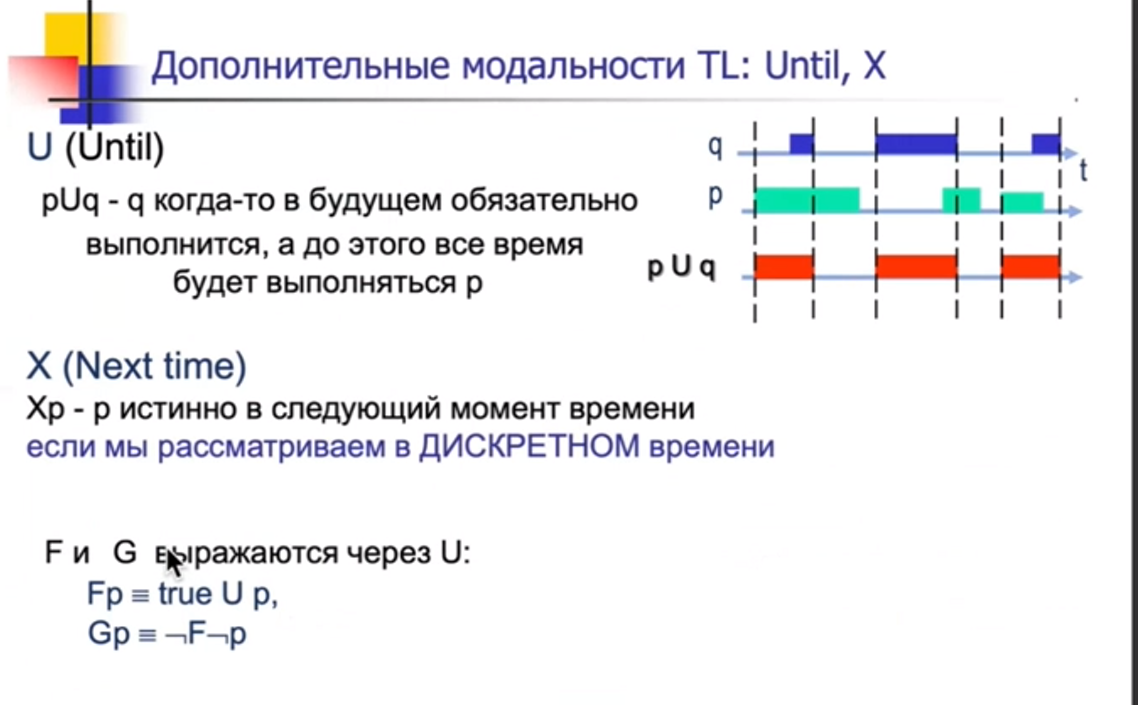 Дополнительные модальности TL: Until, X
U (Until)
pUq - q когда-то в будущем обязательно
выполнится, а до этого все время
будет выполняться p
q
t
p
p U q
X (Next time)
Xp - p истинно в следующий момент времени
если мы рассматриваем в ДИСКРЕТНОМ времени
F и G выражаются через U:
Fp ≡ true U p,
Gp ≡ ¬F¬p